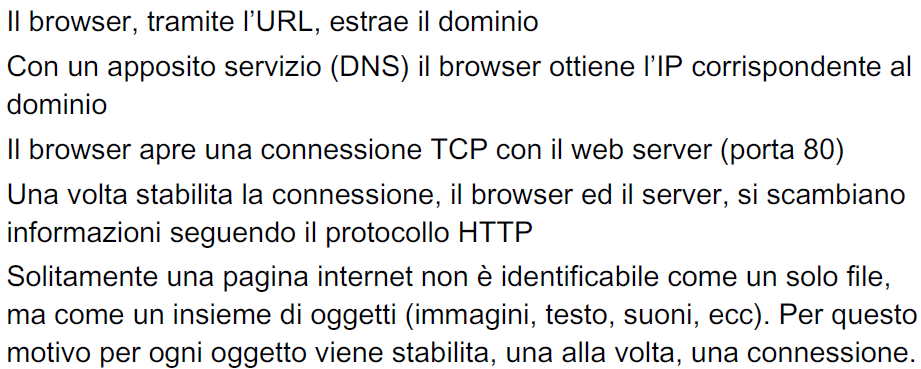 Il browser, tramite l’URL, estrae il dominio
Con un apposito servizio (DNS) il browser ottiene l’IP corrispondente al
dominio
Il browser apre una connessione TCP con il web server (porta 80)
Una volta stabilita la connessione, il browser ed il server, si scambiano
informazioni seguendo il protocollo HTTP
Solitamente una pagina internet non è identificabile come un solo file,
ma come un insieme di oggetti (immagini, testo, suoni, ecc). Per questo
motivo per ogni oggetto viene stabilita, una alla volta, una connessione.